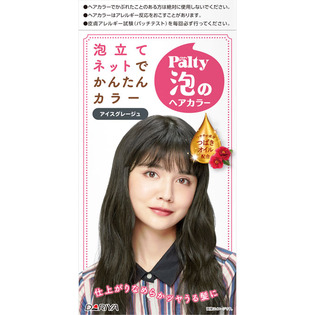 ●ヘアカラーでかぶれたことのある方は絶対に使用しないでください。
●ヘアカラーはアレルギー反応をおこすことがあります。
●皮膚アレルギー試験(パッチテスト)を毎回必ず行ってください。
泡立て
ネットで
かんたん
カラー
アイスグレージュ
Palty
泡の
ヘアカラー
つばき
オイル
配合
仕上がりなめらかツヤうる髪に
DARIYA